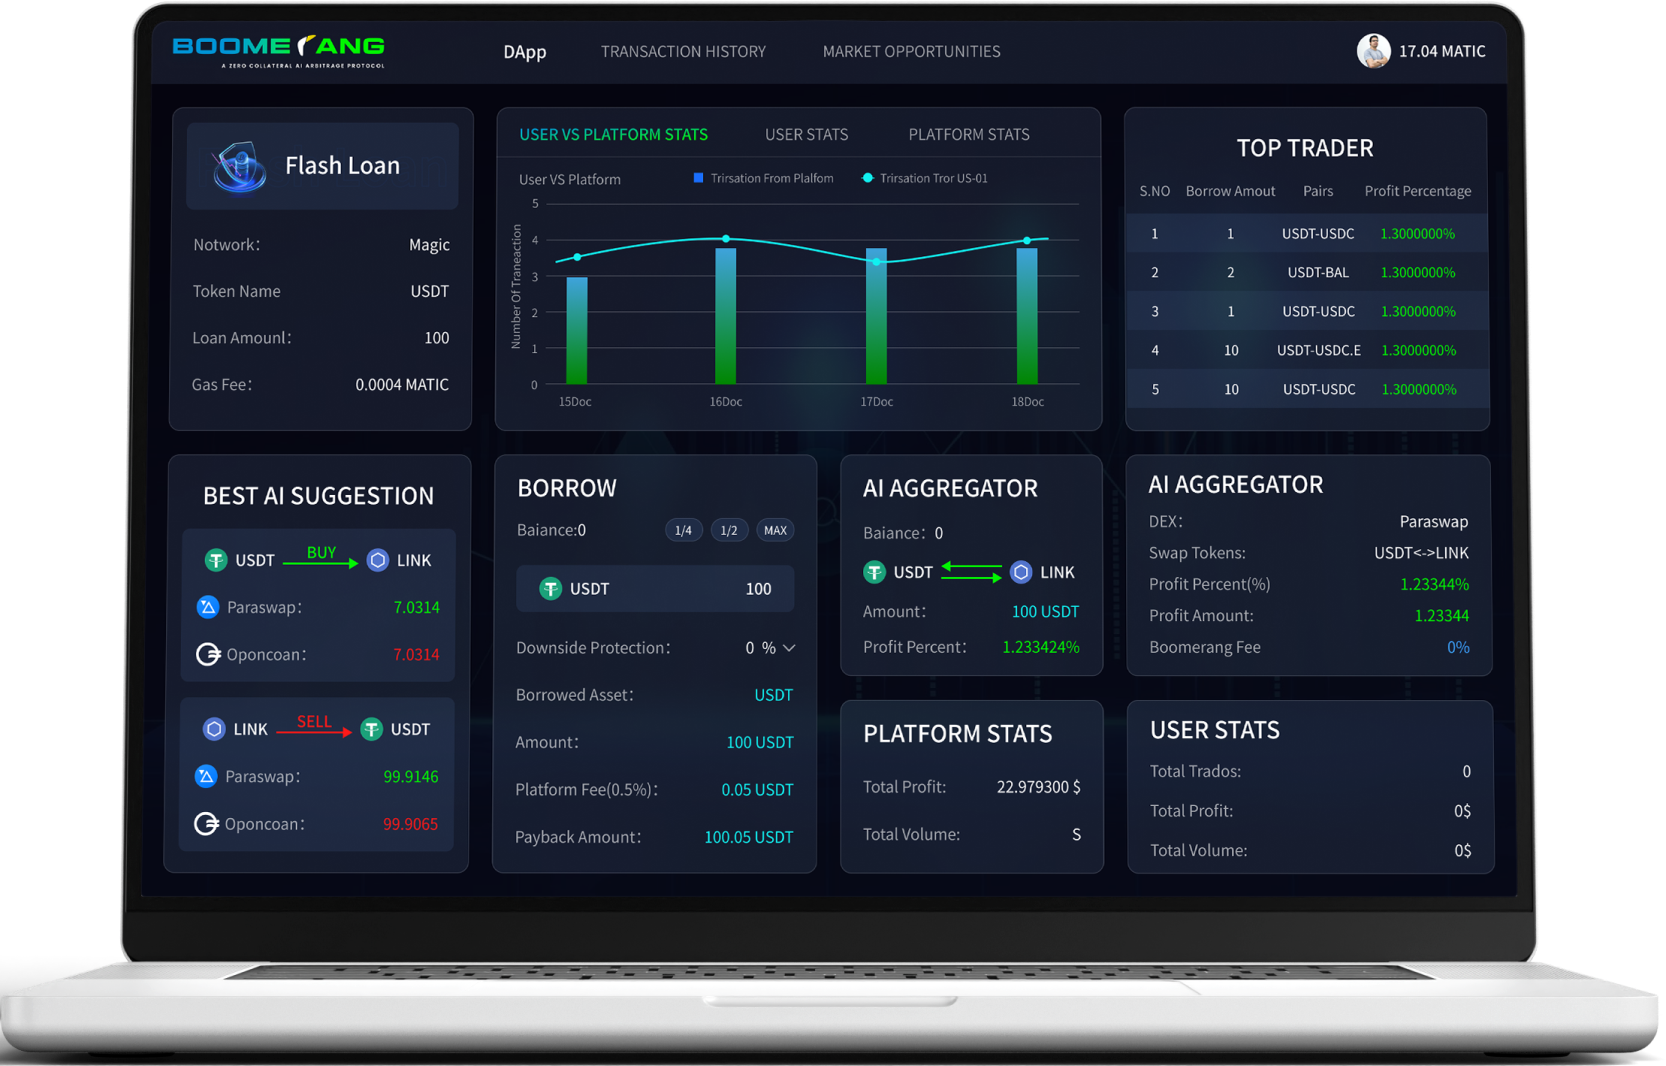 BOOMERANG
A ZERO COLLATERAL AI ARBITRAGE PROTOCOL
DApp
TRANSACTION HISTORY
MARKET OPPORTUNITIES
17.04 MATIC
Flash Loan
Notwork: Magic
Token Name USDT
Loan Amounl: 100
Gas Fee: 0.0004 MATIC
USER VS PLATFORM STATS
USER STATS
PLATFORM STATS
User VS Platform
Trirsation From Plalfom
Trirsation Tror US-01
Number Of Traneaction
5
4
3
2
1
0
15Doc 16Doc 17Doc 18Doc
TOP TRADER
S.NO Borrow Amout Pairs Profit Percentage
1 1 USDT-USDC 1.3000000%
2 2 USDT-BAL 1.3000000%
3 1 USDT-USDC 1.3000000%
4 10 USDT-USDC.E 1.3000000%
5 10 USDT-USDC 1.3000000%
BEST AI SUGGESTION
USDT BUY LINK
Paraswap: 7.0314
Oponcoan: 7.0314
LINK SELL USDT
Paraswap: 99.9146
Oponcoan: 99.9065
BORROW
Baiance:0 1/4 1/2 MAX
USDT 100
Downside Protection: 0 %
Borrowed Asset: USDT
Amount: 100 USDT
Platform Fee(0.5%): 0.05 USDT
Payback Amount: 100.05 USDT
AI AGGREGATOR
Baiance: 0
USDT LINK
Amount: 100 USDT
Profit Percent: 1.233424%
AI AGGREGATOR
DEX: Paraswap
Swap Tokens: USDT<->LINK
Profit Percent(%) 1.23344%
Profit Amount: 1.23344
Boomerang Fee 0%
PLATFORM STATS
Total Profit: 22.979300 $
Total Volume: S
USER STATS
Total Trados: 0
Total Profit: 0$
Total Volume: 0$